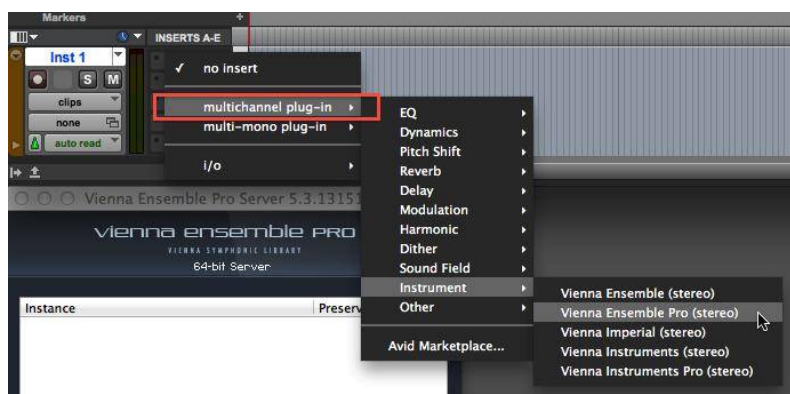 Markers
+
INSERTS A-E
Inst 1
S M
clips
none
auto read
✓ no insert
multichannel plug-in
multi-mono plug-in
i/o
EQ
Dynamics
Pitch Shift
Reverb
Delay
Modulation
Harmonic
Dither
Sound Field
Instrument
Other
Avid Marketplace...
Vienna Ensemble (stereo)
Vienna Ensemble Pro (stereo)
Vienna Imperial (stereo)
Vienna Instruments (stereo)
Vienna Instruments Pro (stereo)
Vienna Ensemble Pro Server 5.3.13151
vienna ensemble PRO
VIENNA SYMPHONIC LIBRARY
64-bit Server
Instance
Preserv